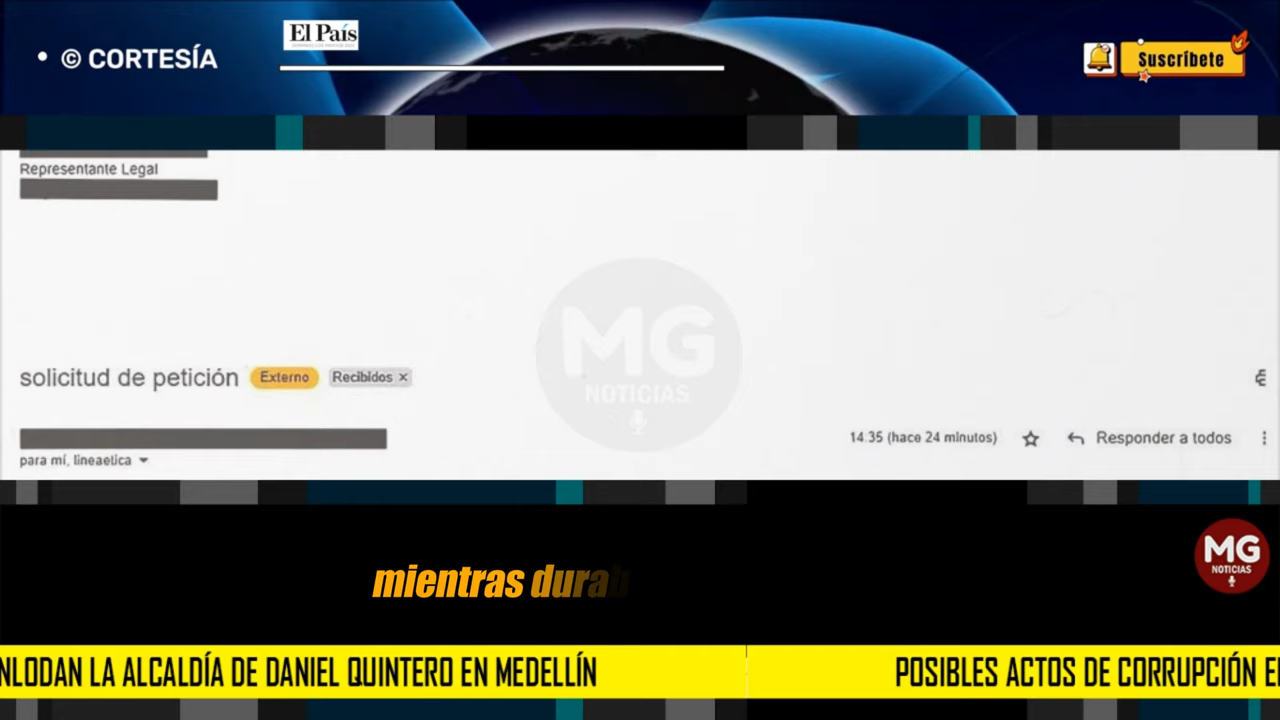 • © CORTESÍA
El País
Suscríbete
Representante Legal
MG
NOTICIAS
solicitud de petición Externo Recibidos ×
14.35 (hace 24 minutos) Responder a todos
para mí, lineaetica
MG
NOTICIAS
mientras durab
NLODAN LA ALCALDÍA DE DANIEL QUINTERO EN MEDELLÍN POSIBLES ACTOS DE CORRUPCIÓN E